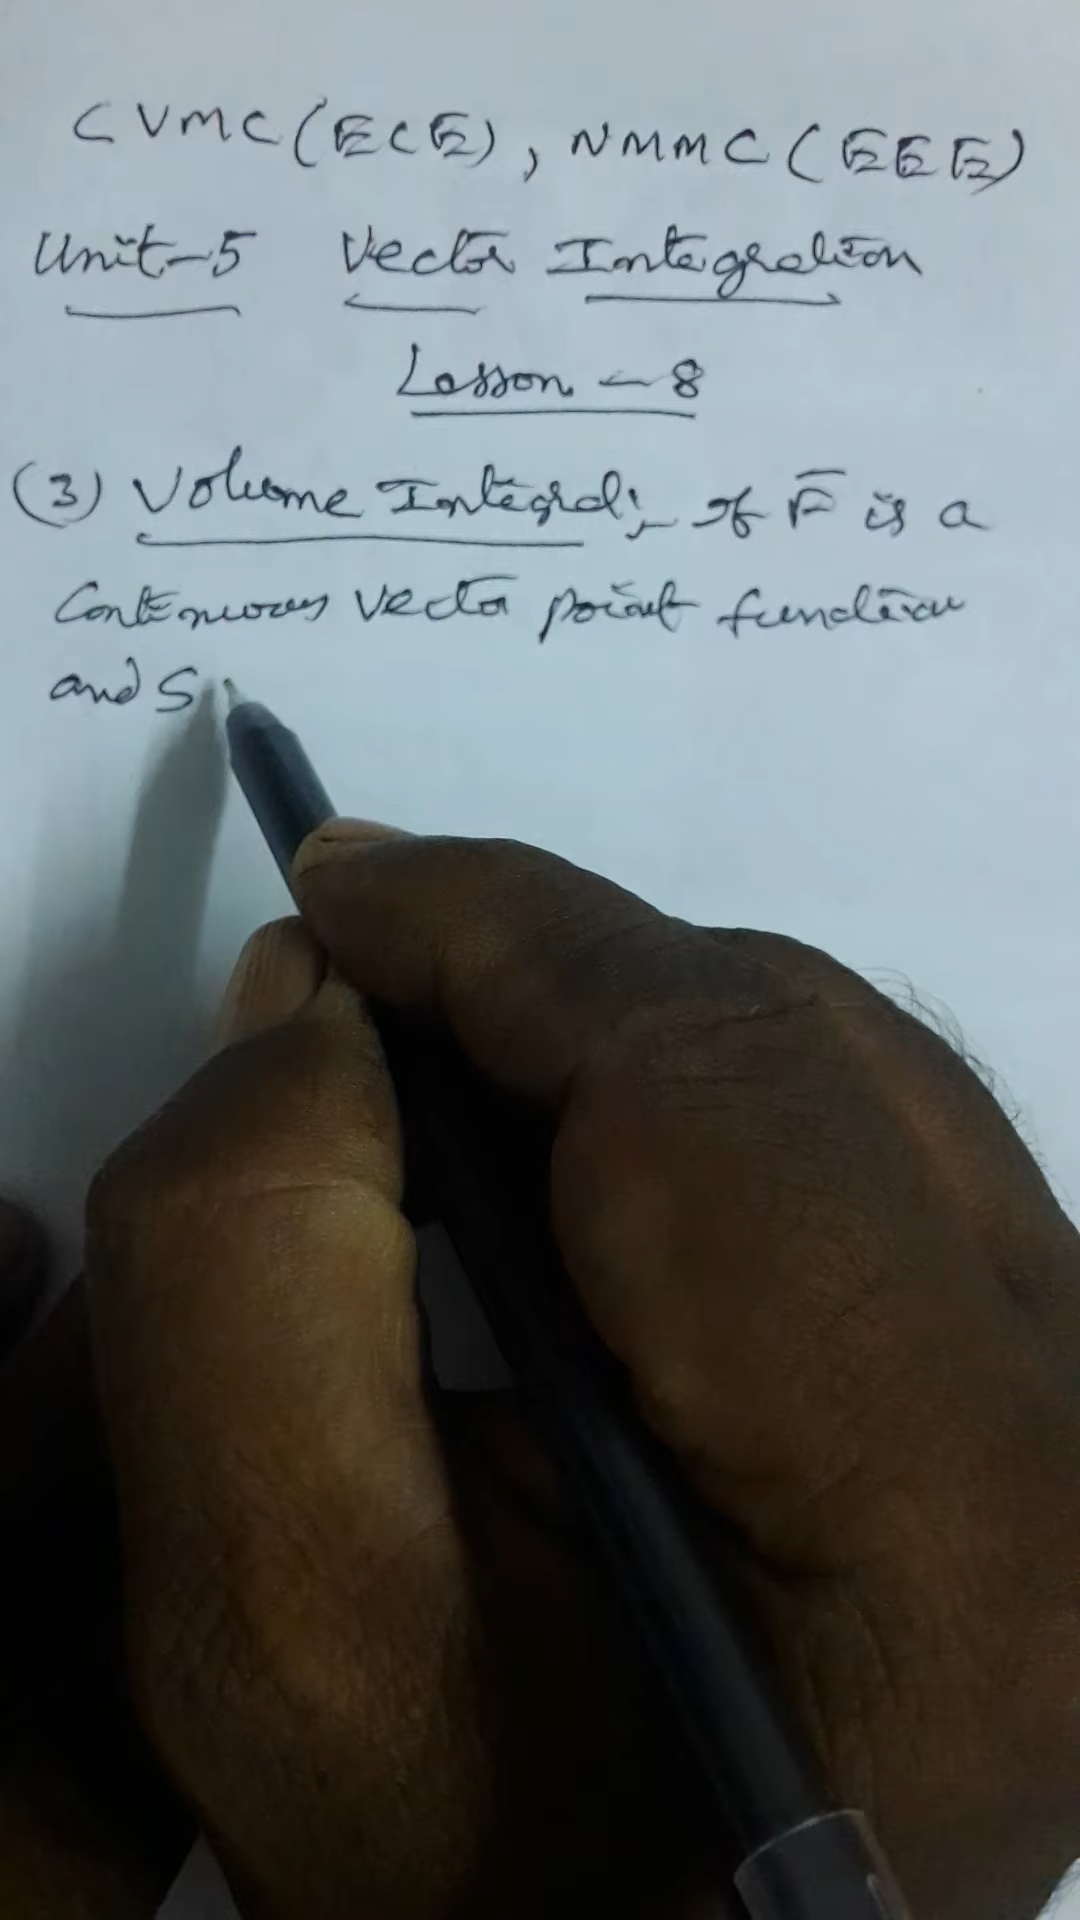 CVMC (ECE), NMMC (EEE)
Unit-5 Vector Integration
Lesson - 8
(3) Volume Integral:- If F̅ is a
Continuous vector point function
and S